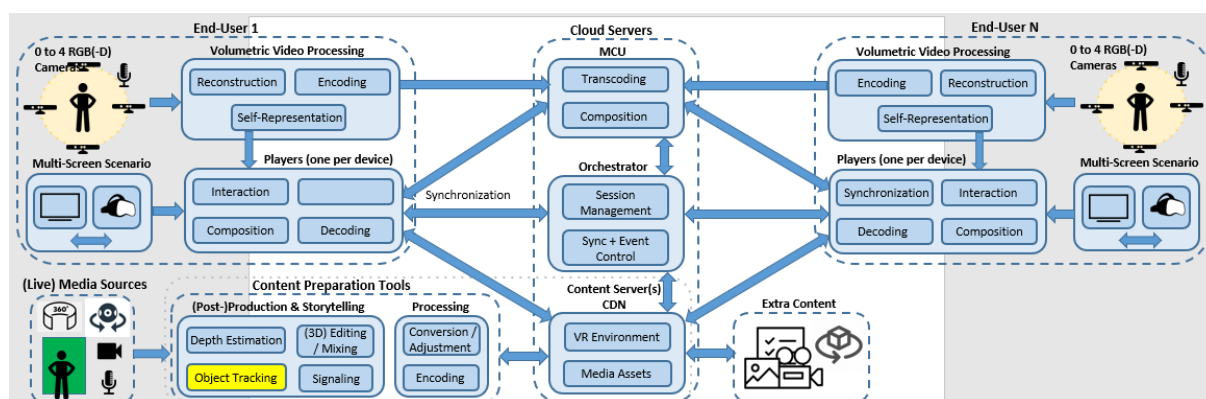 End-User 1
Cloud Servers
End-User N
0 to 4 RGB(-D)
Cameras
Volumetric Video Processing
Reconstruction
Encoding
Self-Representation
MCU
Transcoding
Composition
Volumetric Video Processing
Encoding
Reconstruction
Self-Representation
0 to 4 RGB(-D)
Cameras
Multi-Screen Scenario
Players (one per device)
Interaction
Composition
Decoding
Synchronization
Orchestrator
Session
Management
Sync + Event
Control
Players (one per device)
Synchronization
Interaction
Decoding
Composition
Multi-Screen Scenario
(Live) Media Sources
360°
Content Preparation Tools
(Post-)Production & Storytelling
Depth Estimation
(3D) Editing
/ Mixing
Object Tracking
Signaling
Processing
Conversion /
Adjustment
Encoding
Content Server(s)
CDN
VR Environment
Media Assets
Extra Content